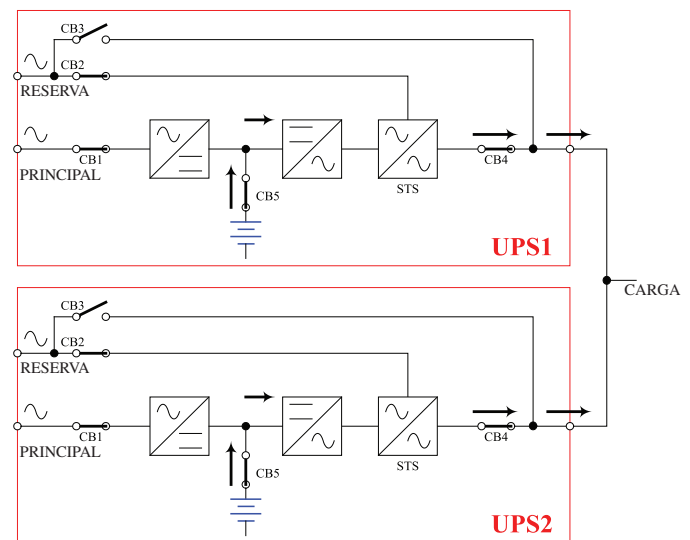 CB3
CB2
RESERVA
CB1
PRINCIPAL
CB5
STS
CB4
UPS1
CARGA
CB3
CB2
RESERVA
CB1
PRINCIPAL
CB5
STS
CB4
UPS2